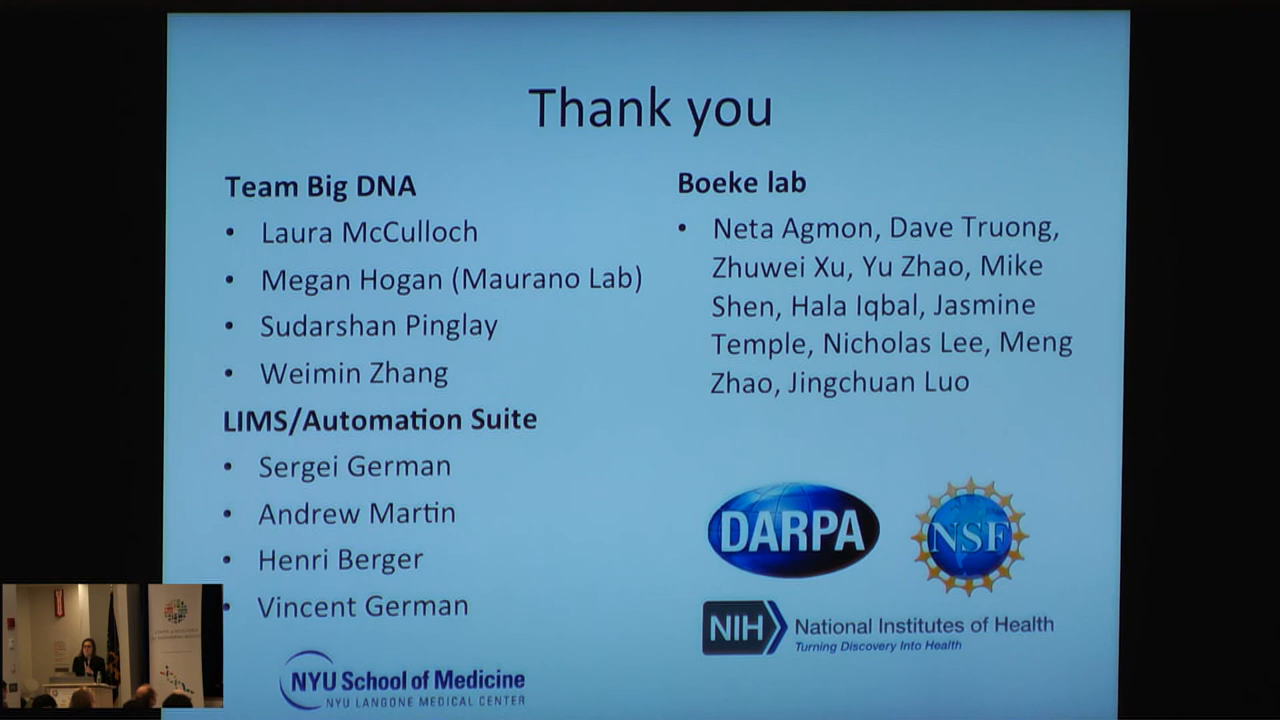 Thank you
Team Big DNA
• Laura McCulloch
• Megan Hogan (Maurano Lab)
• Sudarshan Pinglay
• Weimin Zhang
LIMS/Automation Suite
• Sergei German
• Andrew Martin
• Henri Berger
• Vincent German
NYU School of Medicine
NYU LANGONE MEDICAL CENTER
Boeke lab
• Neta Agmon, Dave Truong,
Zhuwei Xu, Yu Zhao, Mike
Shen, Hala Iqbal, Jasmine
Temple, Nicholas Lee, Meng
Zhao, Jingchuan Luo
DARPA
NSF
NIH
National Institutes of Health
Turning Discovery Into Health